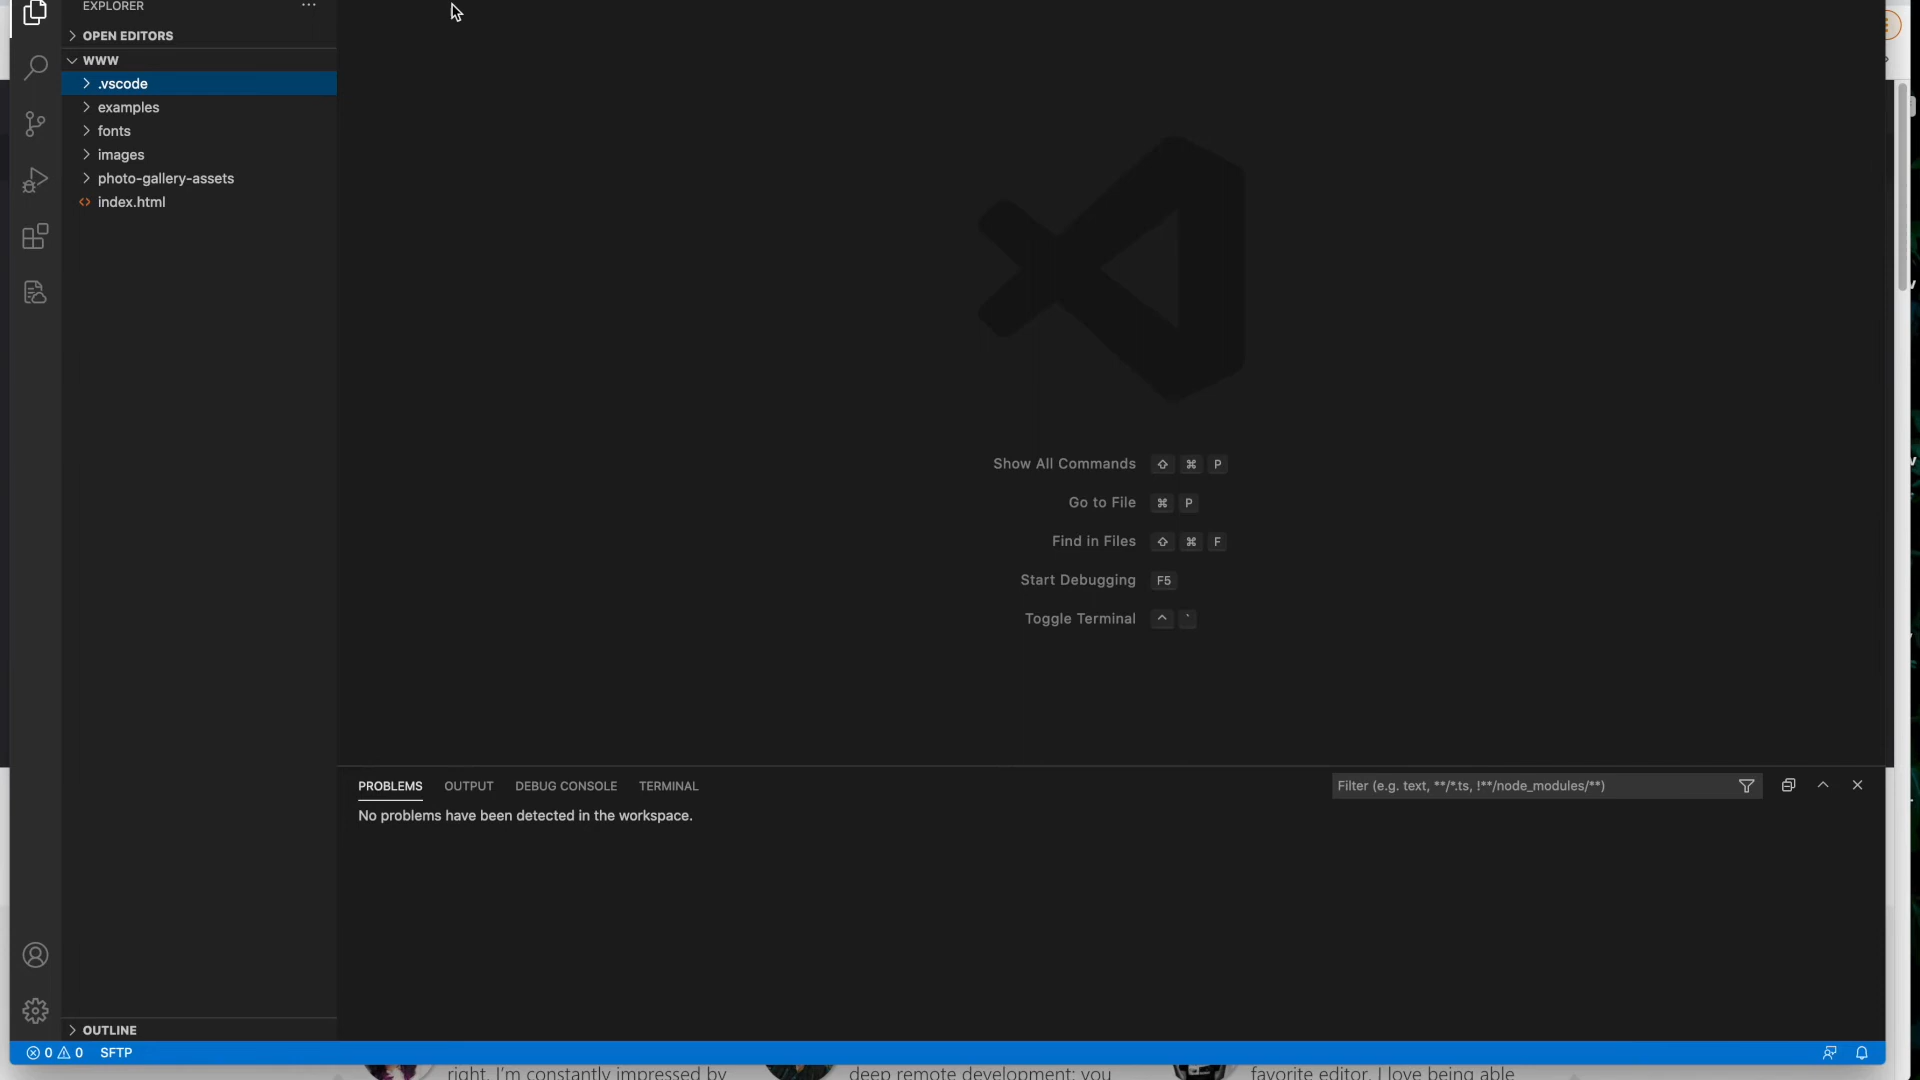 EXPLORER
OPEN EDITORS
WWW
.vscode
examples
fonts
images
photo-gallery-assets
index.html
Show All Commands ⇧ ⌘ P
Go to File ⌘ P
Find in Files ⇧ ⌘ F
Start Debugging F5
Toggle Terminal ^ `
PROBLEMS OUTPUT DEBUG CONSOLE TERMINAL Filter (e.g. text, **/*.ts, !**/node_modules/**)
No problems have been detected in the workspace.
OUTLINE
0 0 SFTP
right. I'm constantly impressed by deep remote development: you favorite editor. I love being able